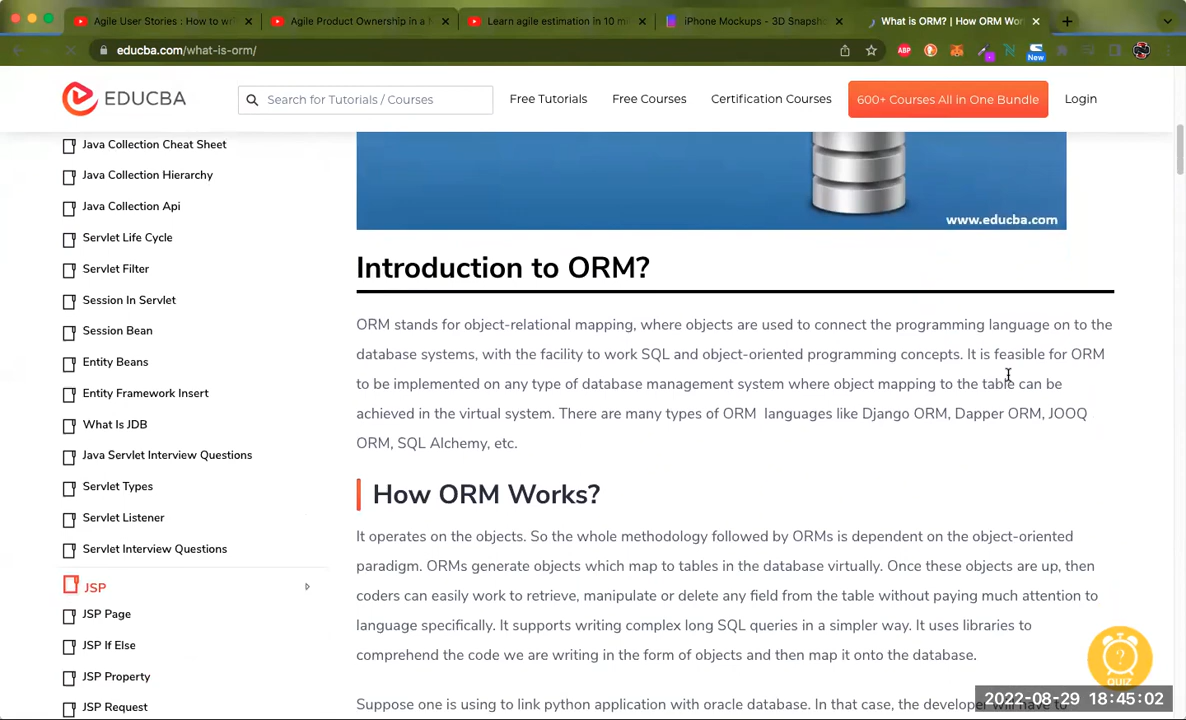 Agile User Stories : How to w
Agile Product Ownership in a N
Learn agile estimation in 10 m
iPhone Mockups - 3D Snapsho
What is ORM? | How ORM Wor
educba.com/what-is-orm/
ABP
New
EDUCBA
Search for Tutorials / Courses
Free Tutorials
Free Courses
Certification Courses
600+ Courses All in One Bundle
Login
Java Collection Cheat Sheet
Java Collection Hierarchy
Java Collection Api
Servlet Life Cycle
Servlet Filter
Session In Servlet
Session Bean
Entity Beans
Entity Framework Insert
What Is JDB
Java Servlet Interview Questions
Servlet Types
Servlet Listener
Servlet Interview Questions
JSP
JSP Page
JSP If Else
JSP Property
JSP Request
www.educba.com
Introduction to ORM?
ORM stands for object-relational mapping, where objects are used to connect the programming language on to the
database systems, with the facility to work SQL and object-oriented programming concepts. It is feasible for ORM
to be implemented on any type of database management system where object mapping to the table can be
achieved in the virtual system. There are many types of ORM languages like Django ORM, Dapper ORM, JOOQ
ORM, SQL Alchemy, etc.
How ORM Works?
It operates on the objects. So the whole methodology followed by ORMs is dependent on the object-oriented
paradigm. ORMs generate objects which map to tables in the database virtually. Once these objects are up, then
coders can easily work to retrieve, manipulate or delete any field from the table without paying much attention to
language specifically. It supports writing complex long SQL queries in a simpler way. It uses libraries to
comprehend the code we are writing in the form of objects and then map it onto the database.
Suppose one is using to link python application with oracle database. In that case, the developer will have to
?
QUIZ
2022-08-29 18:45:02